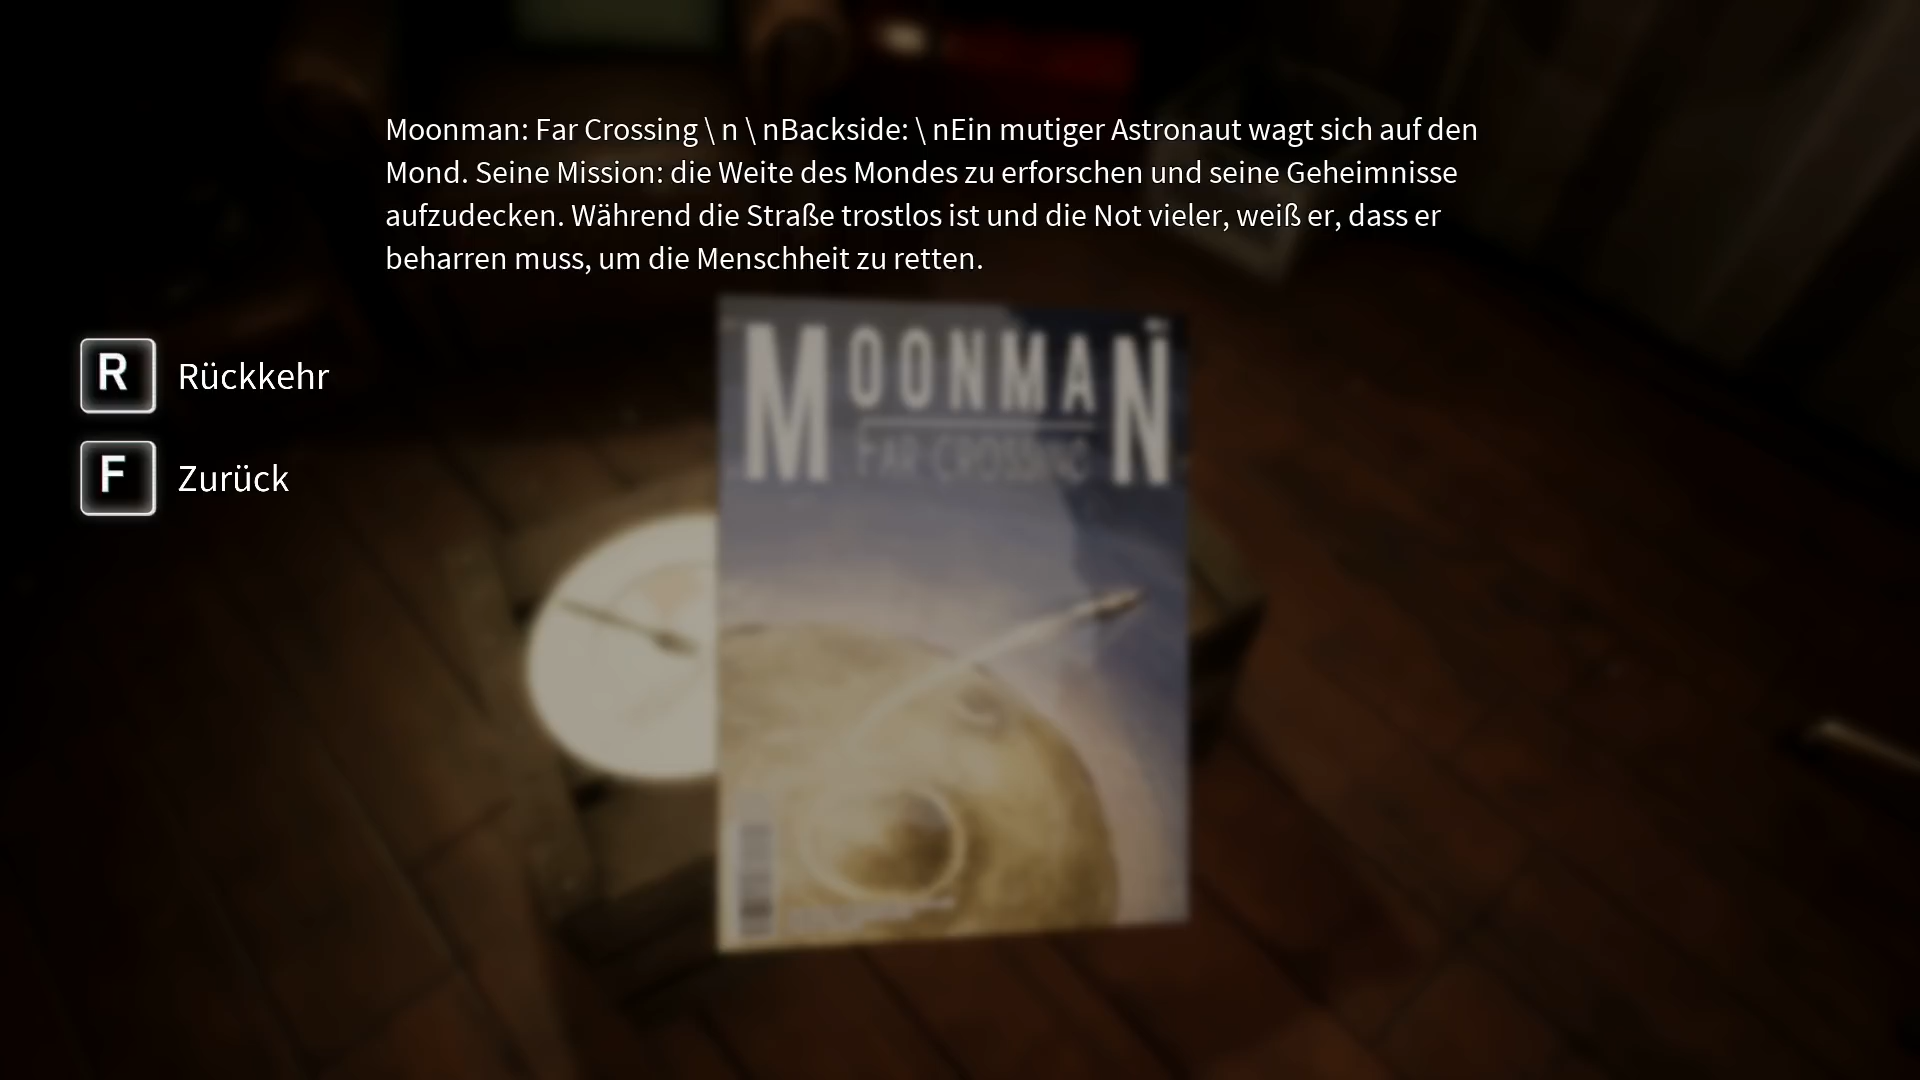 Moonman: Far Crossing \ n \ nBackside: \ nEin mutiger Astronaut wagt sich auf den
Mond. Seine Mission: die Weite des Mondes zu erforschen und seine Geheimnisse
aufzudecken. Während die Straße trostlos ist und die Not vieler, weiß er, dass er
beharren muss, um die Menschheit zu retten.
R Rückkehr
F Zurück
MOONMAN
FAR CROSSING